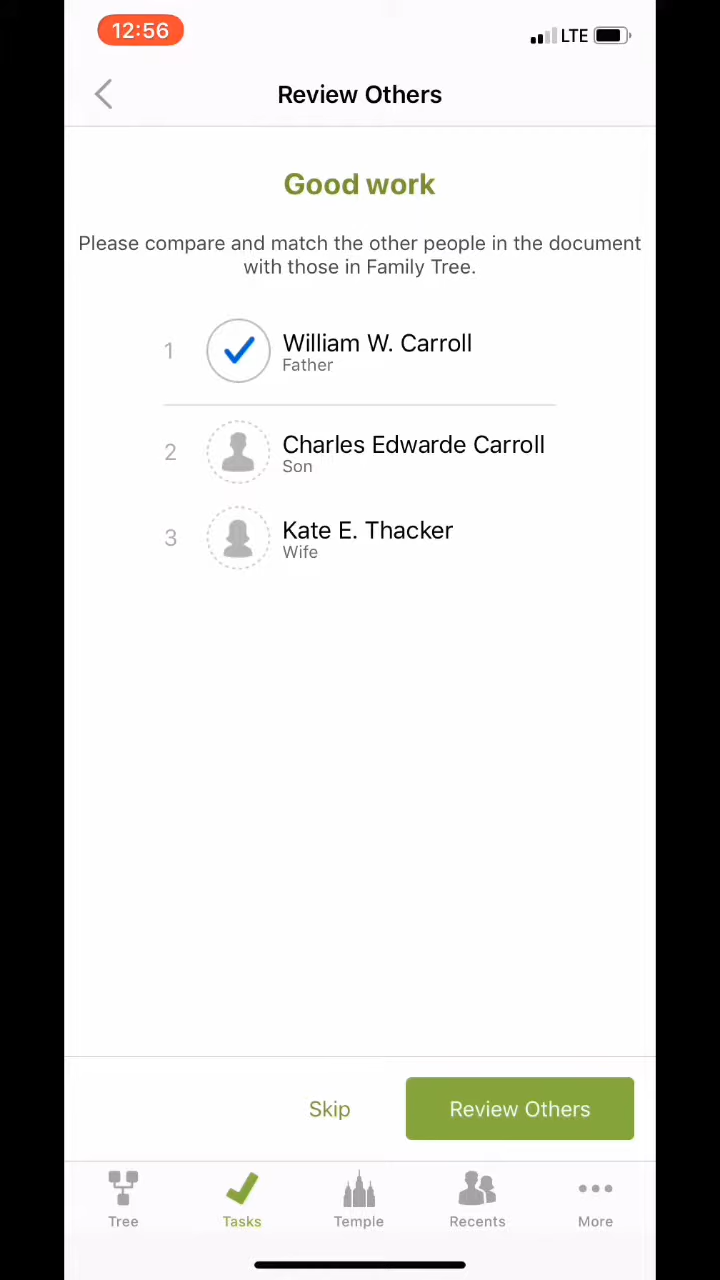 12:56
LTE
Review Others
Good work
Please compare and match the other people in the document
with those in Family Tree.
1
William W. Carroll
Father
2
Charles Edwarde Carroll
Son
3
Kate E. Thacker
Wife
Skip
Review Others
Tree
Tasks
Temple
Recents
More